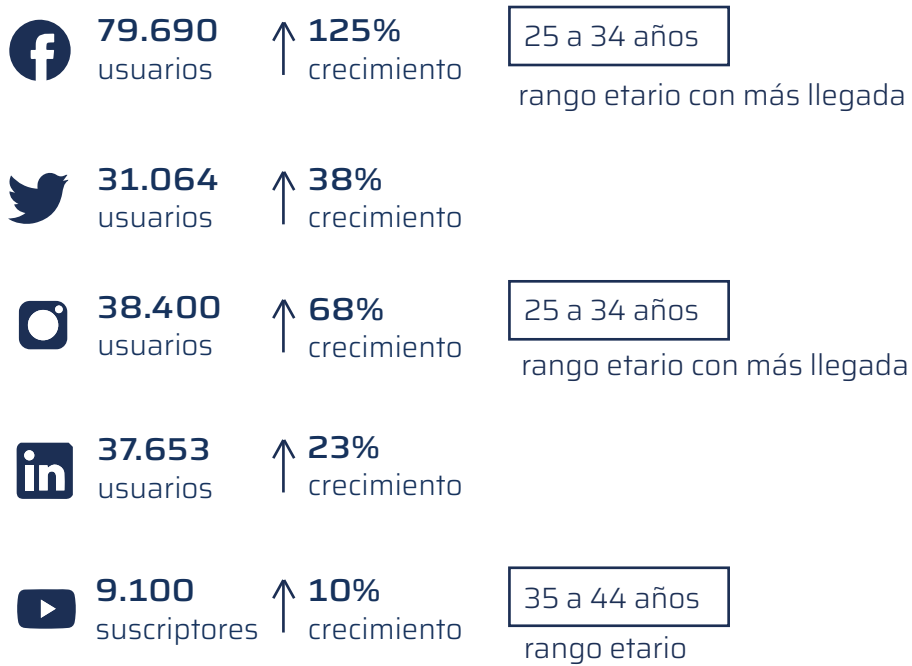 79.690
usuarios
125%
crecimiento
25 a 34 años
rango etario con más llegada
31.064
usuarios
38%
crecimiento
38.400
usuarios
68%
crecimiento
25 a 34 años
rango etario con más llegada
in
37.653
usuarios
23%
crecimiento
9.100
suscriptores
10%
crecimiento
35 a 44 años
rango etario